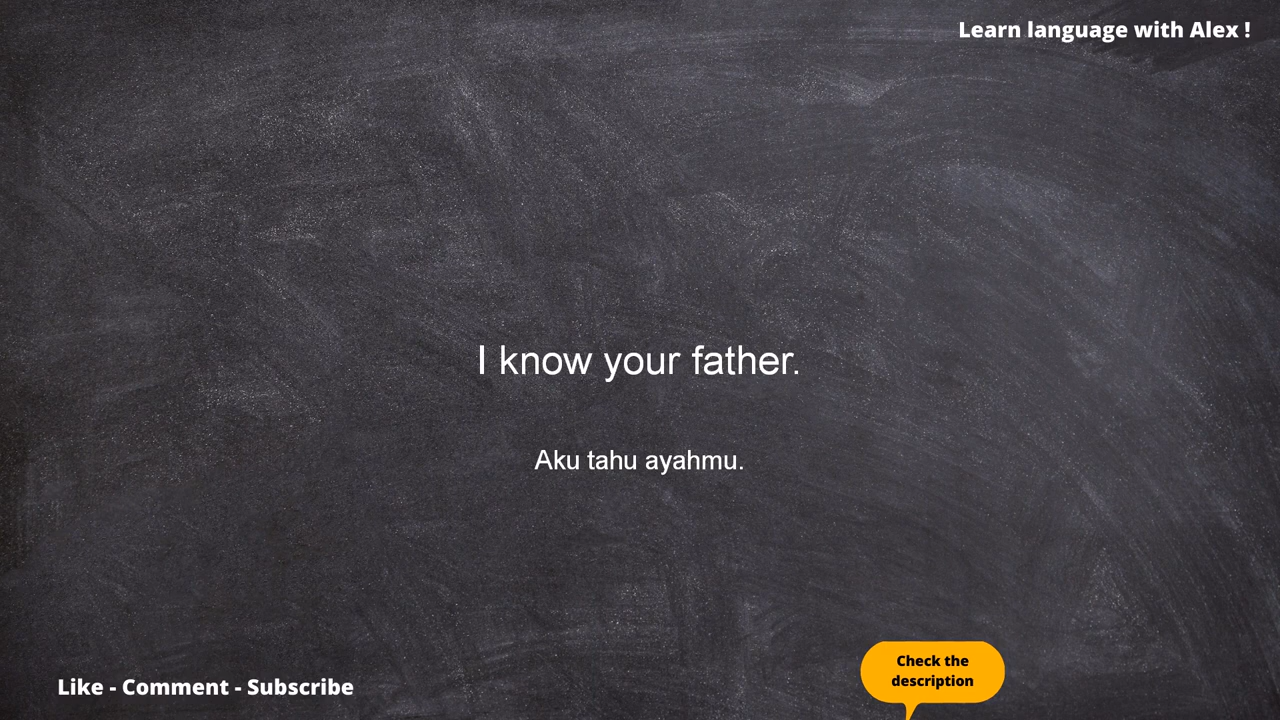 Learn language with Alex !
I know your father.
Aku tahu ayahmu.
Check the
description
Like - Comment - Subscribe